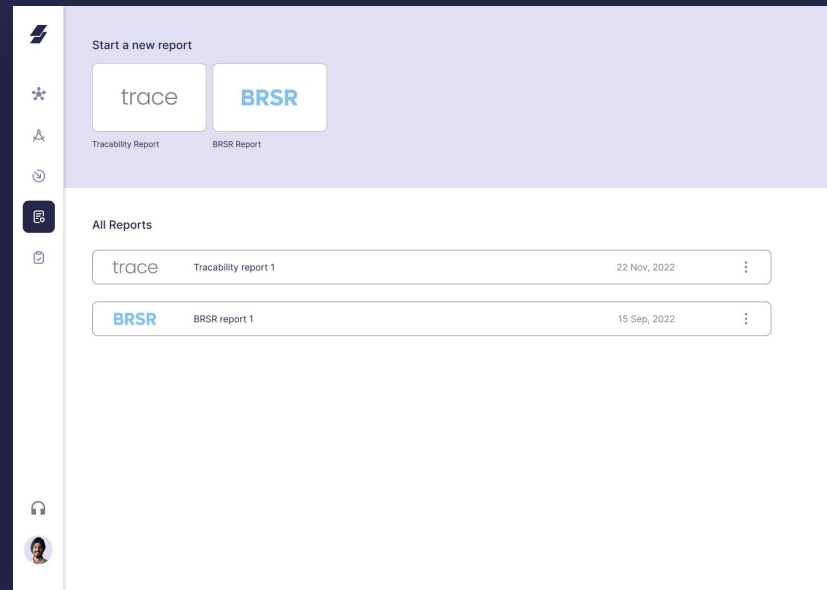 Start a new report
trace
BRSR
Tracability Report
BRSR Report
All Reports
trace Tracability report 1 22 Nov, 2022
BRSR BRSR report 1 15 Sep, 2022